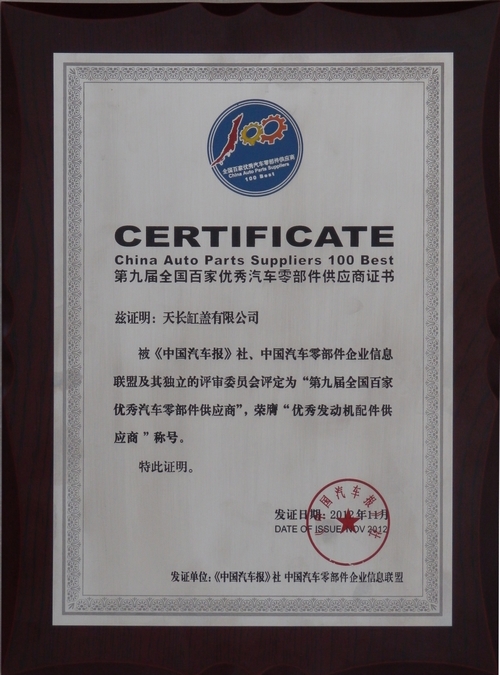 全国百家优秀汽车零部件供应商
China Auto Parts Suppliers
100 Best
CERTIFICATE
China Auto Parts Suppliers 100 Best
第九届全国百家优秀汽车零部件供应商证书
兹证明：天长缸盖有限公司
被《中国汽车报》社、中国汽车零部件企业信息
联盟及其独立的评审委员会评定为“第九届全国百家
优秀汽车零部件供应商”，荣膺“优秀发动机配件供
应商”称号。
特此证明。
中国汽车报社
发证日期：2012年11月
DATE OF ISSUE:NOV 2012
发证单位：《中国汽车报》社 中国汽车零部件企业信息联盟